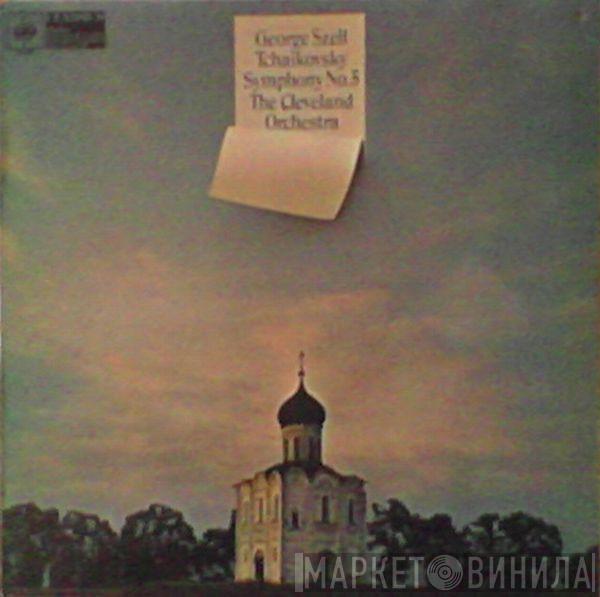 George Szell
Tchaikovsky
Symphony No.5
The Cleveland
Orchestra
МАРКЕТ ВИНИЛА